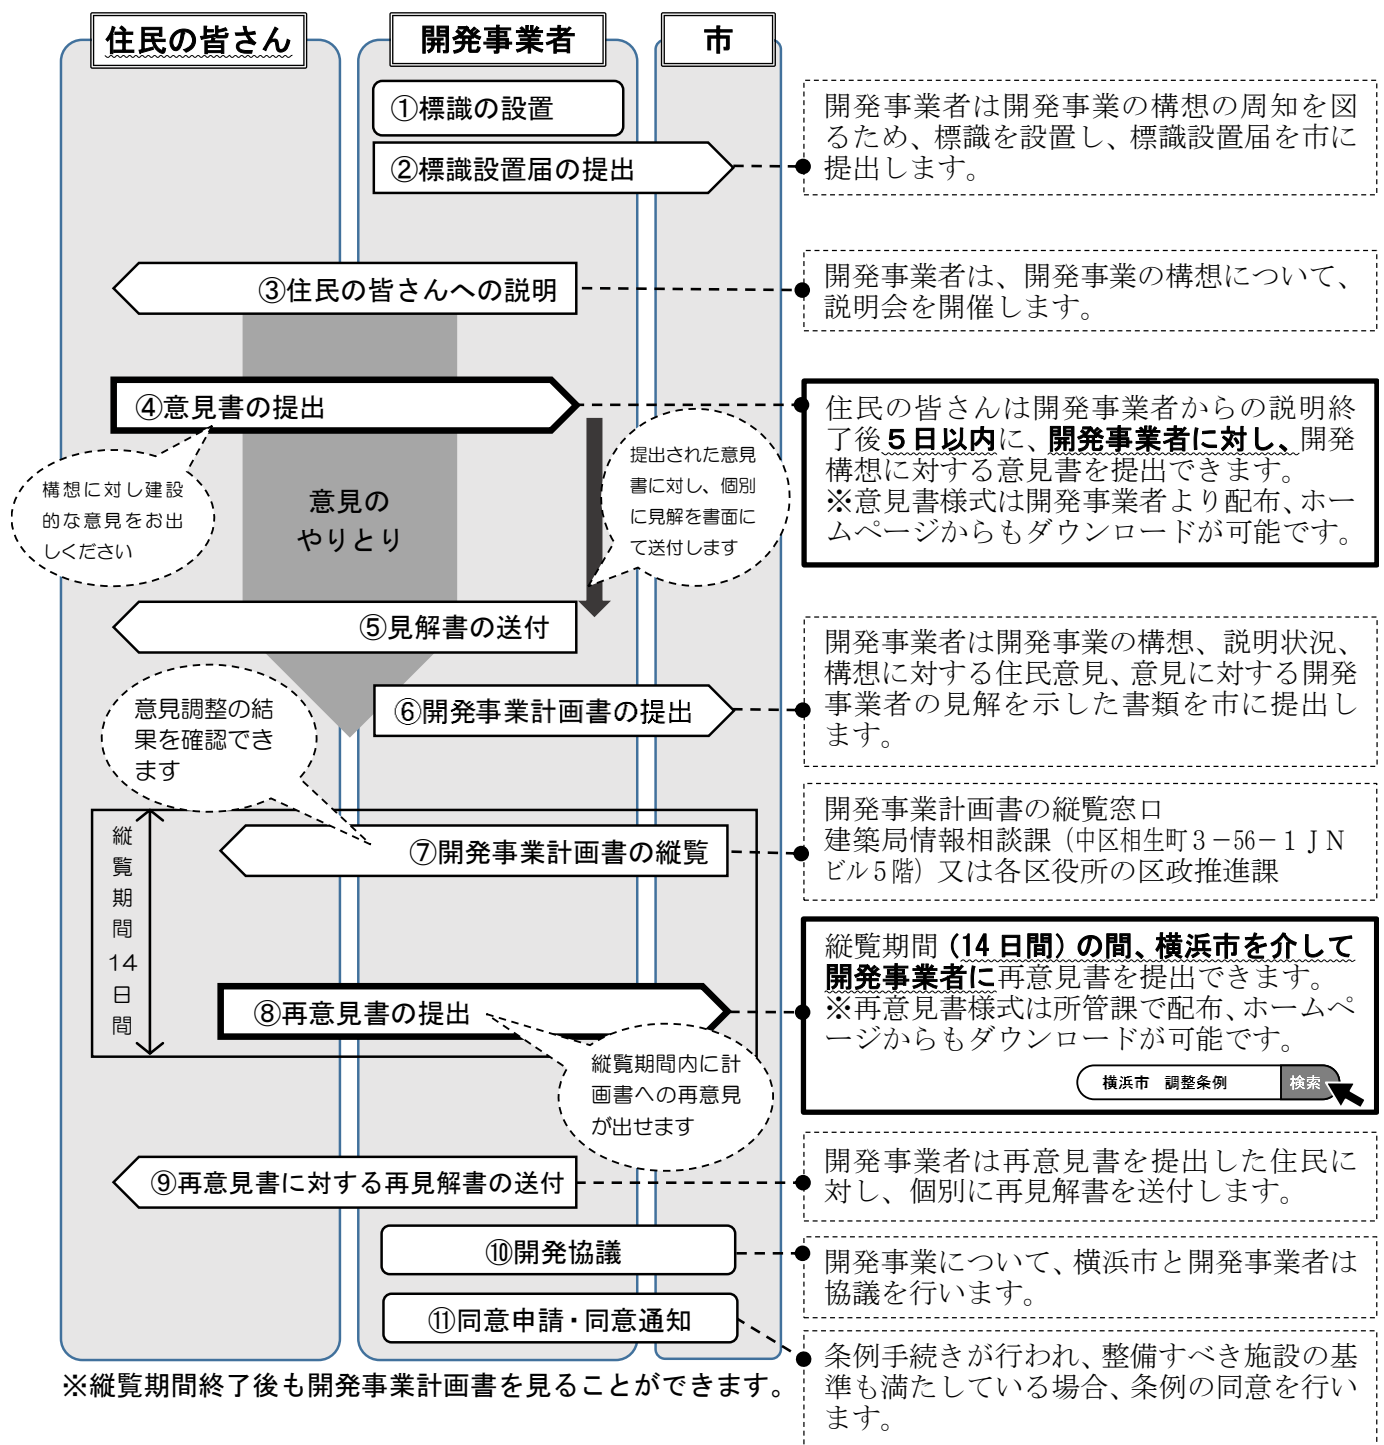 住民の皆さん
開発事業者
市
①標識の設置
②標識設置届の提出
開発事業者は開発事業の構想の周知を図
るため、標識を設置し、標識設置届を市に
提出します。
③住民の皆さんへの説明
開発事業者は、開発事業の構想について、
説明会を開催します。
④意見書の提出
住民の皆さんは開発事業者からの説明終
了後５日以内に、開発事業者に対し、開発
構想に対する意見書を提出できます。
※意見書様式は開発事業者より配布、ホー
ムページからもダウンロードが可能です。
構想に対し建設
的な意見をお出
しください
意見の
やりとり
提出された意見
書に対し、個別
に見解を書面に
て送付します
⑤見解書の送付
開発事業者は開発事業の構想、説明状況、
構想に対する住民意見、意見に対する開発
事業者の見解を示した書類を市に提出し
ます。
⑥開発事業計画書の提出
意見調整の結
果を確認でき
ます
縦
覧
期
間
14
日
間
⑦開発事業計画書の縦覧
開発事業計画書の縦覧窓口
建築局情報相談課（中区相生町３－56－１ＪＮ
ビル５階）又は各区役所の区政推進課
⑧再意見書の提出
縦覧期間（14 日間）の間、横浜市を介して
開発事業者に再意見書を提出できます。
※再意見書様式は所管課で配布、ホームペ
ージからもダウンロードが可能です。
横浜市　調整条例
検索
縦覧期間内に計
画書への再意見
が出せます
⑨再意見書に対する再見解書の送付
開発事業者は再意見書を提出した住民に
対し、個別に再見解書を送付します。
⑩開発協議
開発事業について、横浜市と開発事業者は
協議を行います。
⑪同意申請・同意通知
条例手続きが行われ、整備すべき施設の基
準も満たしている場合、条例の同意を行い
ます。
※縦覧期間終了後も開発事業計画書を見ることができます。